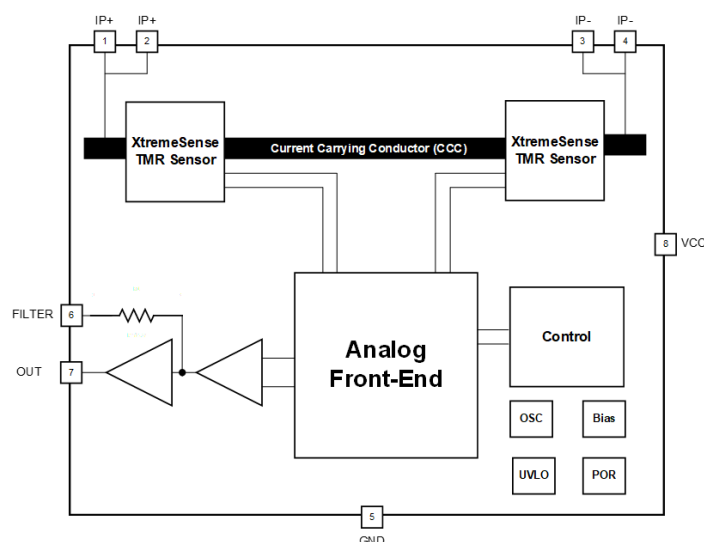 IP+ IP+ IP- IP-
1 2 3 4
XtremeSense
TMR Sensor
Current Carrying Conductor (CCC)
XtremeSense
TMR Sensor
8 VCC
FILTER 6
OUT 7
Analog
Front-End
Control
OSC Bias
UVLO POR
5
GND